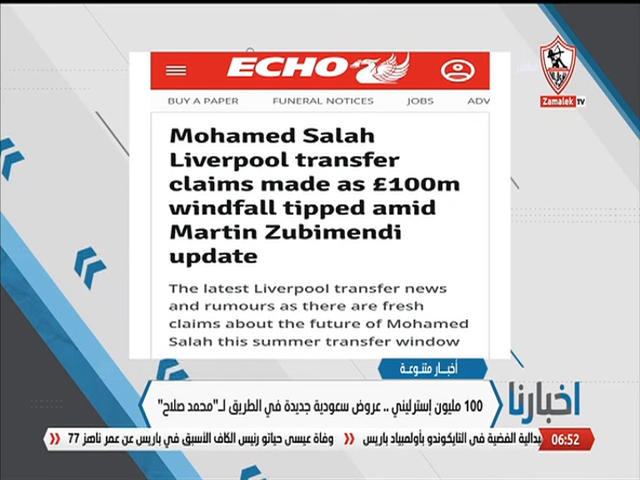 ECHO
Zamalek TV
BUY A PAPER FUNERAL NOTICES JOBS ADV
Mohamed Salah
Liverpool transfer
claims made as £100m
windfall tipped amid
Martin Zubimendi
update
The latest Liverpool transfer news
and rumours as there are fresh
claims about the future of Mohamed
Salah this summer transfer window
أخبار متنوعة
اخبارنا
100 مليون إسترليني .. عروض سعودية جديدة في الطريق لـ"محمد صلاح"
06:52
يدالية الفضية فى التايكوندو بأولمبياد باريس » وفاة عيسى حياتو رئيس الكاف الأسبق في باريس عن عمر ناهز 77 »